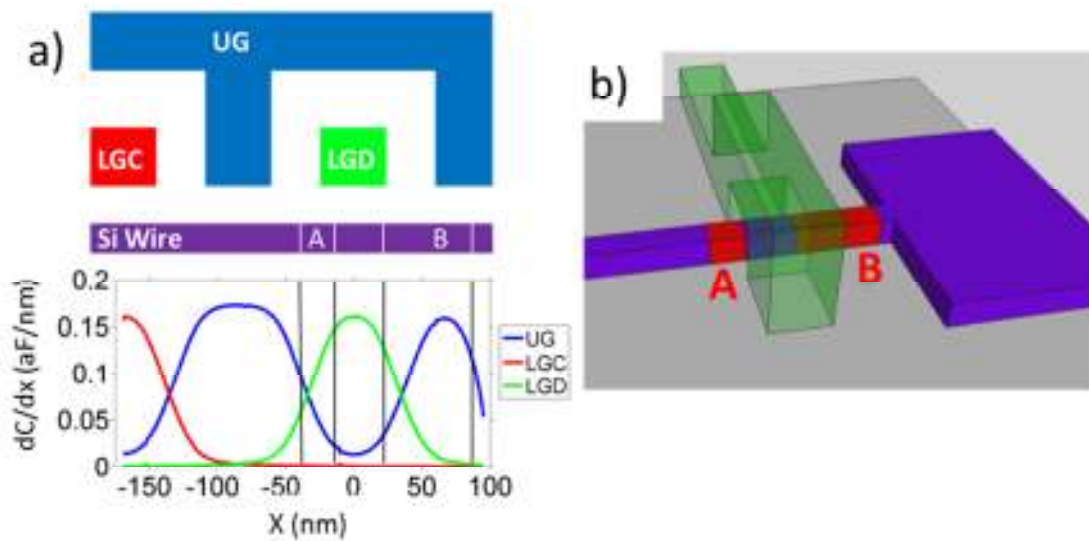 a)
UG
LGC
LGD
Si Wire
A
B
0.2
0.15
0.1
0.05
0
dC/dx (aF/nm)
-150
-100
-50
0
50
100
X (nm)
UG
LGC
LGD
b)
A
B